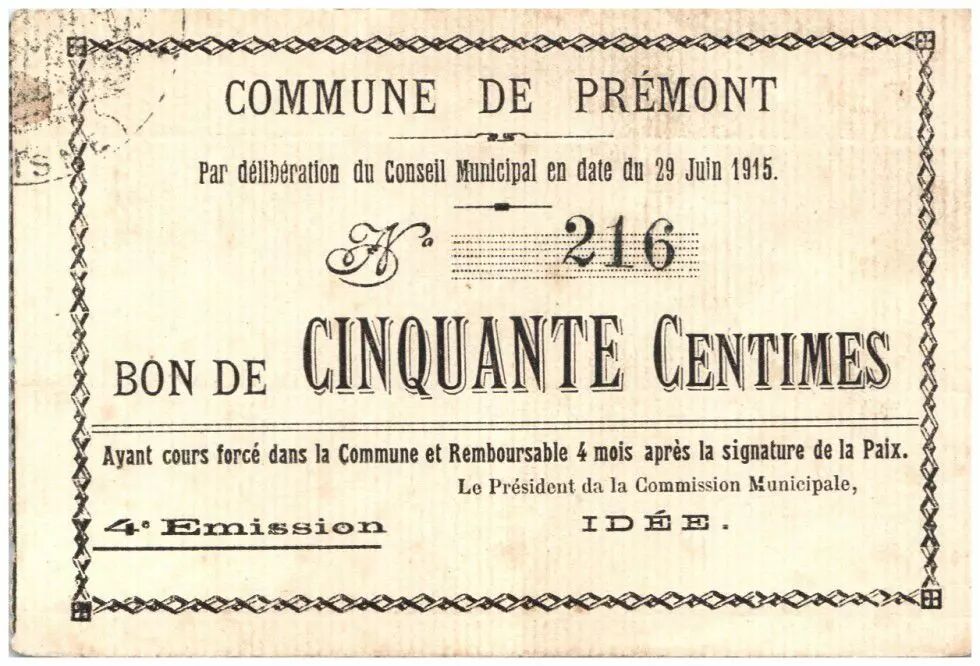 COMMUNE DE PRÉMONT
Par délibération du Conseil Municipal en date du 29 Juin 1915.
No 216
BON DE CINQUANTE CENTIMES
Ayant cours forcé dans la Commune et Remboursable 4 mois après la signature de la Paix.
Le Président da la Commission Municipale,
4e Emission
IDÉE.